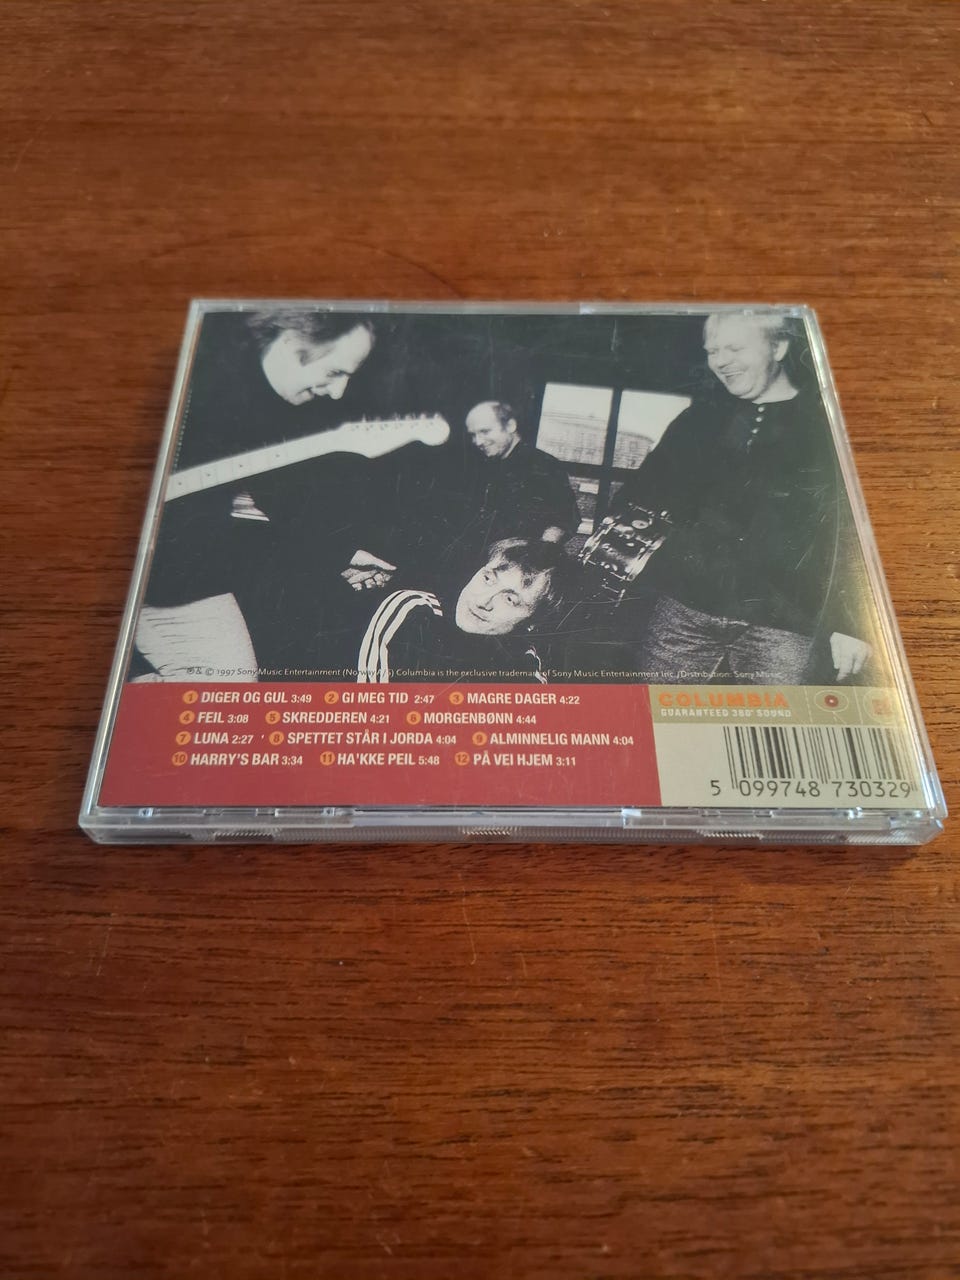 ℗ & © 1997 Sony Music Entertainment (Norway A/S) Columbia is the exclusive trademark of Sony Music Entertainment Inc. /Distribution: Sony Music
1 DIGER OG GUL 3:49 2 GI MEG TID 2:47 3 MAGRE DAGER 4:22
4 FEIL 3:08 5 SKREDDEREN 4:21 6 MORGENBØNN 4:44
7 LUNA 2:27 8 SPETTET STÅR I JORDA 4:04 9 ALMINNELIG MANN 4:04
10 HARRY'S BAR 3:34 11 HA'KKE PEIL 5:48 12 PÅ VEI HJEM 3:11
COLUMBIA
GUARANTEED 360° SOUND
5 099748 730329